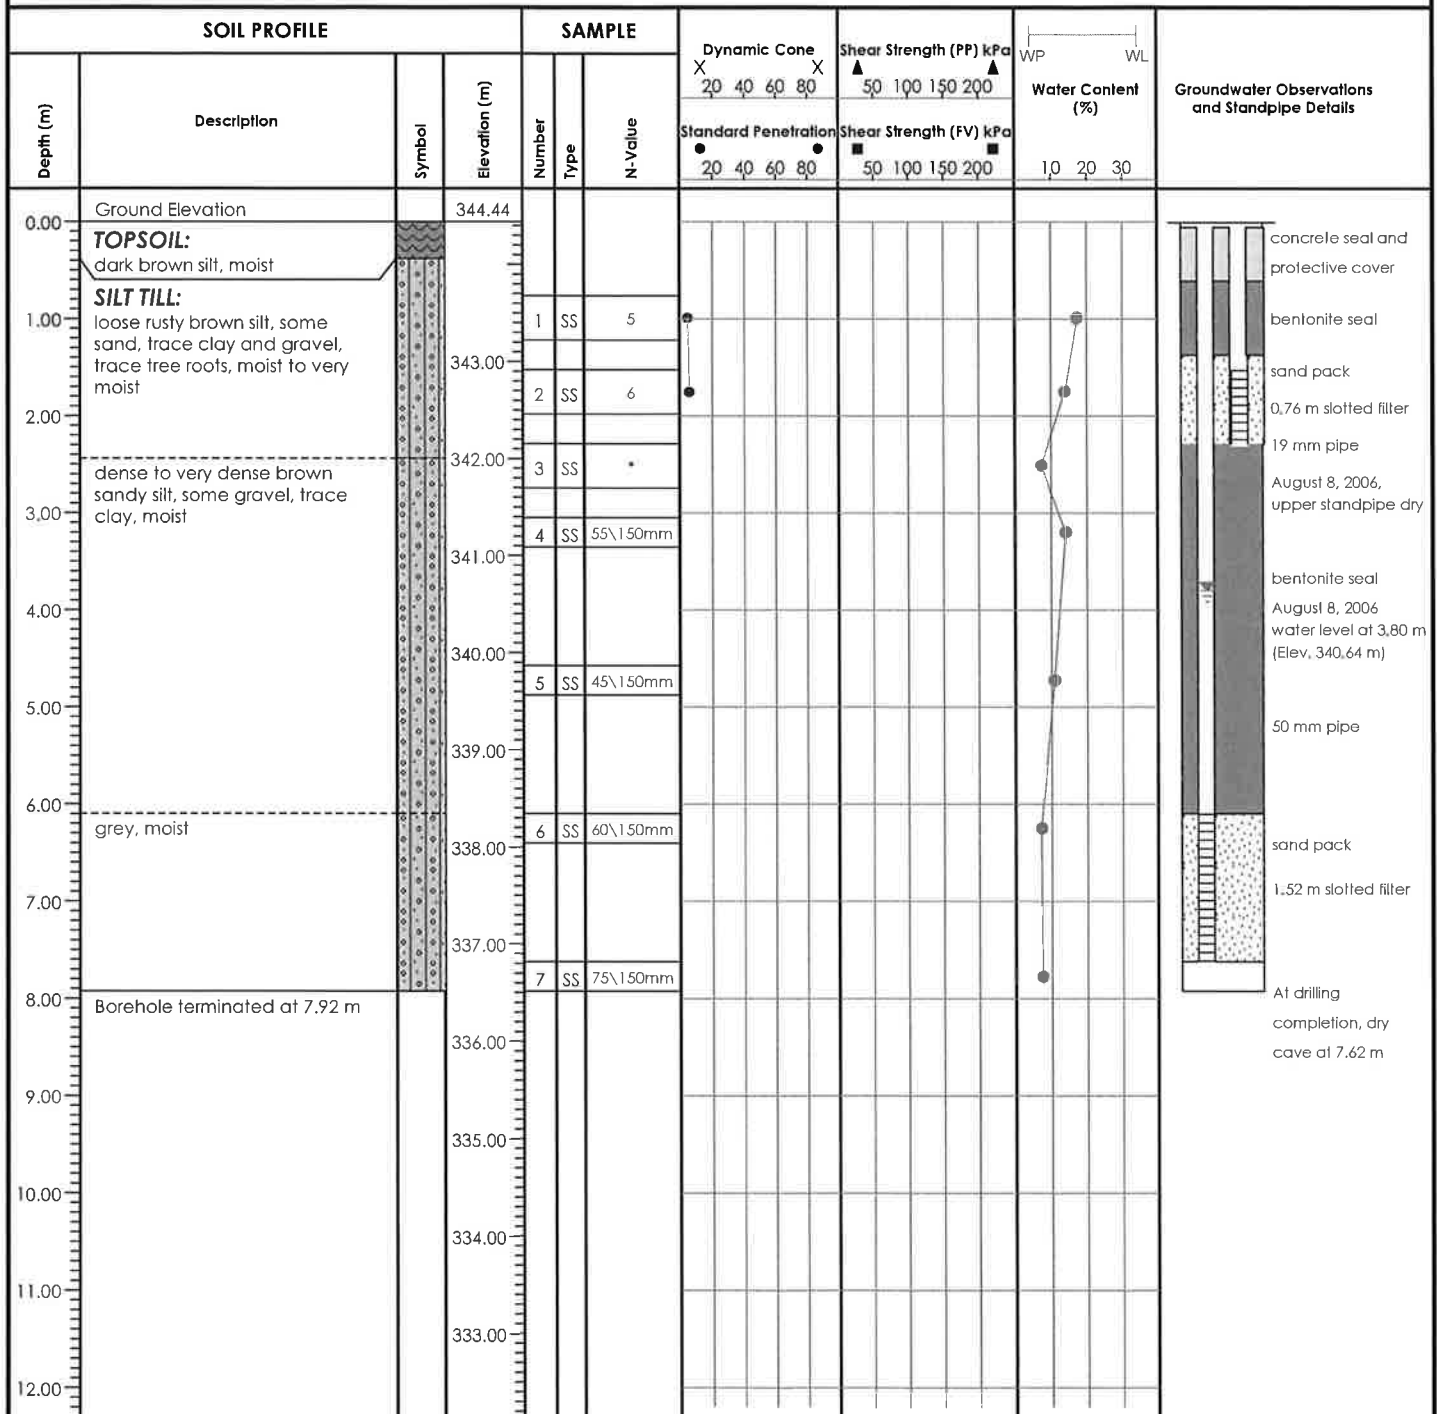 SOIL PROFILE
SAMPLE
Depth (m)
Description
Symbol
Elevation (m)
Number
Type
N-Value
Dynamic Cone
X X
20 40 60 80
Standard Penetration
20 40 60 80
Shear Strength (PP) kPa
50 100 150 200
Shear Strength (FV) kPa
50 100 150 200
WP WL
Water Content
(%)
10 20 30
Groundwater Observations
and Standpipe Details
Ground Elevation 344.44
0.00
TOPSOIL:
dark brown silt, moist
SILT TILL:
loose rusty brown silt, some
sand, trace clay and gravel,
trace tree roots, moist to very
moist
dense to very dense brown
sandy silt, some gravel, trace
clay, moist
grey, moist
Borehole terminated at 7.92 m
1.00
2.00
3.00
4.00
5.00
6.00
7.00
8.00
9.00
10.00
11.00
12.00
343.00
342.00
341.00
340.00
339.00
338.00
337.00
336.00
335.00
334.00
333.00
1 SS 5
2 SS 6
3 SS *
4 SS 55\150mm
5 SS 45\150mm
6 SS 60\150mm
7 SS 75\150mm
concrete seal and
protective cover
bentonite seal
sand pack
0.76 m slotted filter
19 mm pipe
August 8, 2006,
upper standpipe dry
bentonite seal
August 8, 2006
water level at 3.80 m
(Elev. 340.64 m)
50 mm pipe
sand pack
1.52 m slotted filter
At drilling
completion, dry
cave at 7.62 m